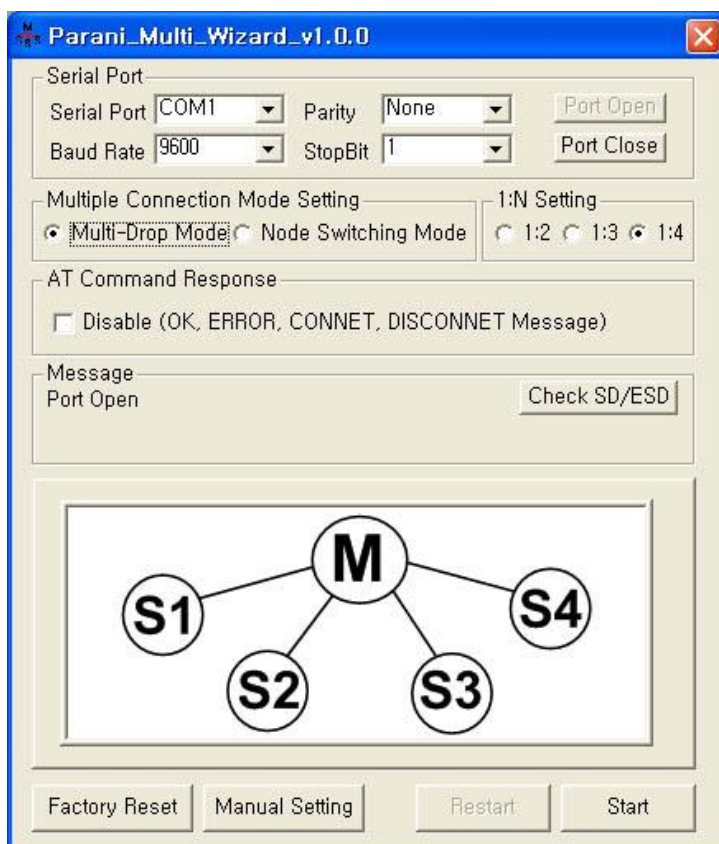 Parani_Multi_Wizard_v1.0.0
Serial Port
Serial Port COM1 Parity None Port Open
Baud Rate 9600 StopBit 1 Port Close
Multiple Connection Mode Setting 1:N Setting
Multi-Drop Mode Node Switching Mode 1:2 1:3 1:4
AT Command Response
Disable (OK, ERROR, CONNET, DISCONNET Message)
Message
Port Open Check SD/ESD
M
S1 S4
S2 S3
Factory Reset Manual Setting Restart Start